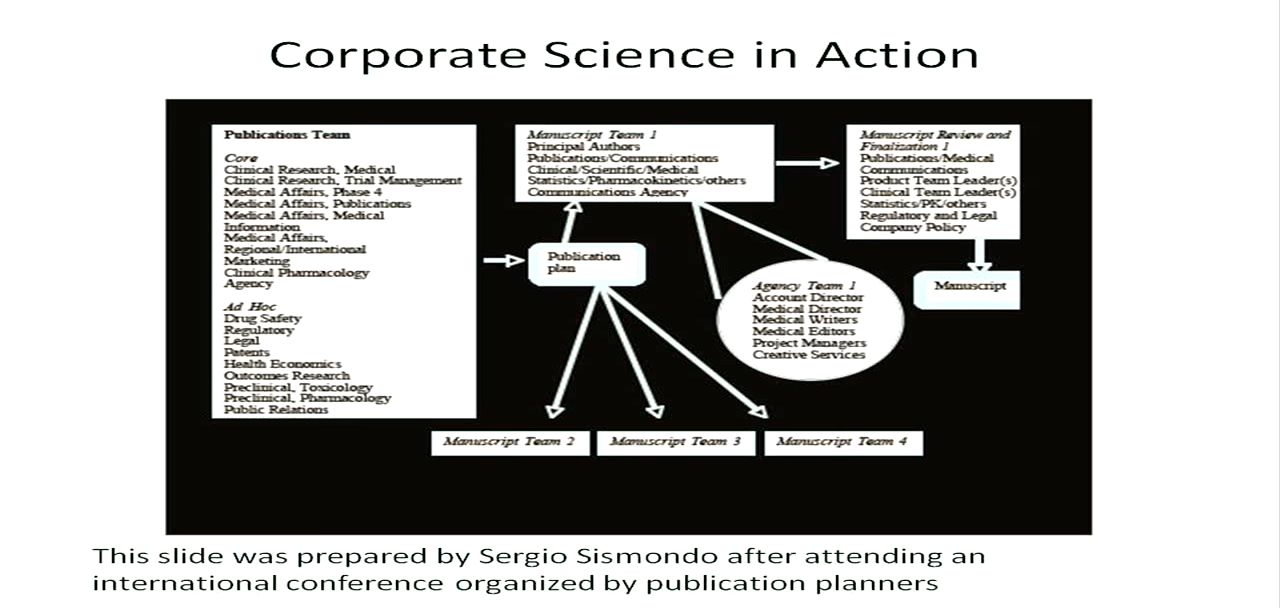 Corporate Science in Action
Publications Team
Core
Clinical Research, Medical
Clinical Research, Trial Management
Medical Affairs, Phase 4
Medical Affairs, Publications
Medical Affairs, Medical
Information
Medical Affairs,
Regional/International
Marketing
Clinical Pharmacology
Agency
Ad Hoc
Drug Safety
Regulatory
Legal
Patents
Health Economics
Outcomes Research
Preclinical, Toxicology
Preclinical, Pharmacology
Public Relations
Publication
plan
Manuscript Team 1
Principal Authors
Publications/Communications
Clinical/Scientific/Medical
Statistics/Pharmacokinetics/others
Communications Agency
Agency Team 1
Account Director
Medical Director
Medical Writers
Medical Editors
Project Managers
Creative Services
Manuscript Review and
Finalization 1
Publications/Medical
Communications
Product Team Leader(s)
Clinical Team Leader(s)
Statistics/PK/others
Regulatory and Legal
Company Policy
Manuscript
Manuscript Team 2
Manuscript Team 3
Manuscript Team 4
This slide was prepared by Sergio Sismondo after attending an
international conference organized by publication planners